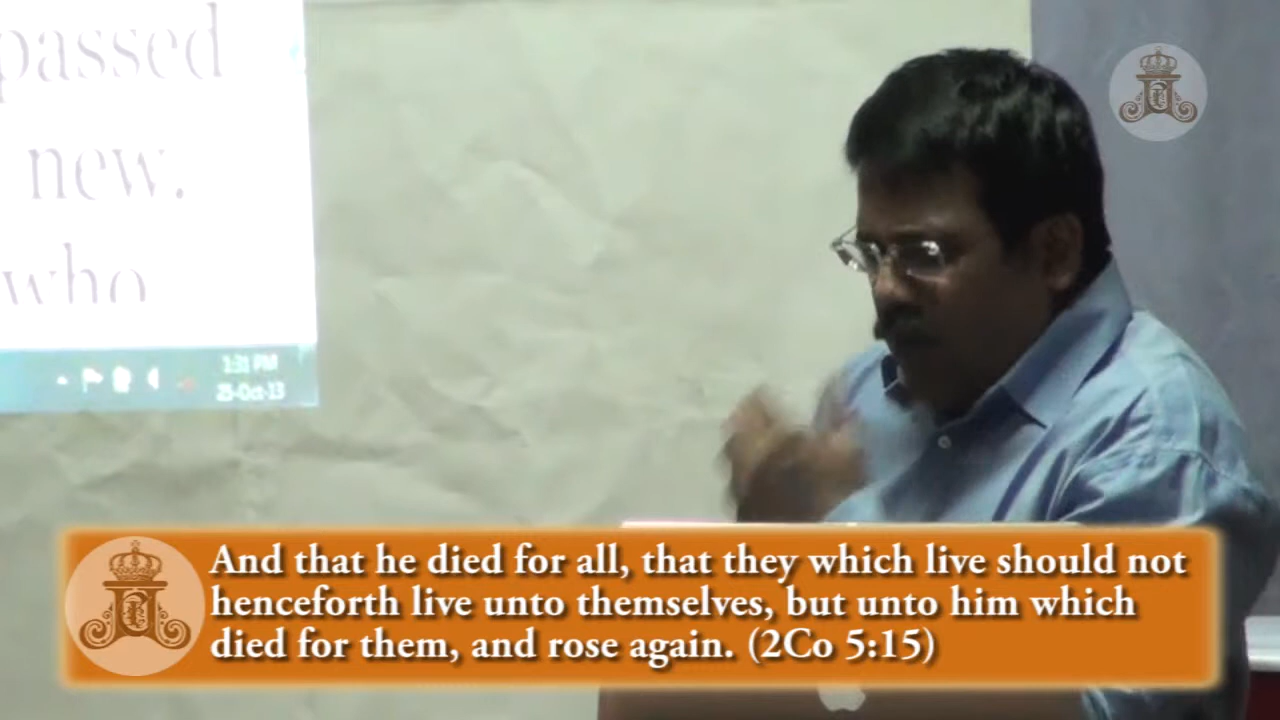 passed
new.
who
1:31 PM
25-Oct-13
And that he died for all, that they which live should not
henceforth live unto themselves, but unto him which
died for them, and rose again. (2Co 5:15)